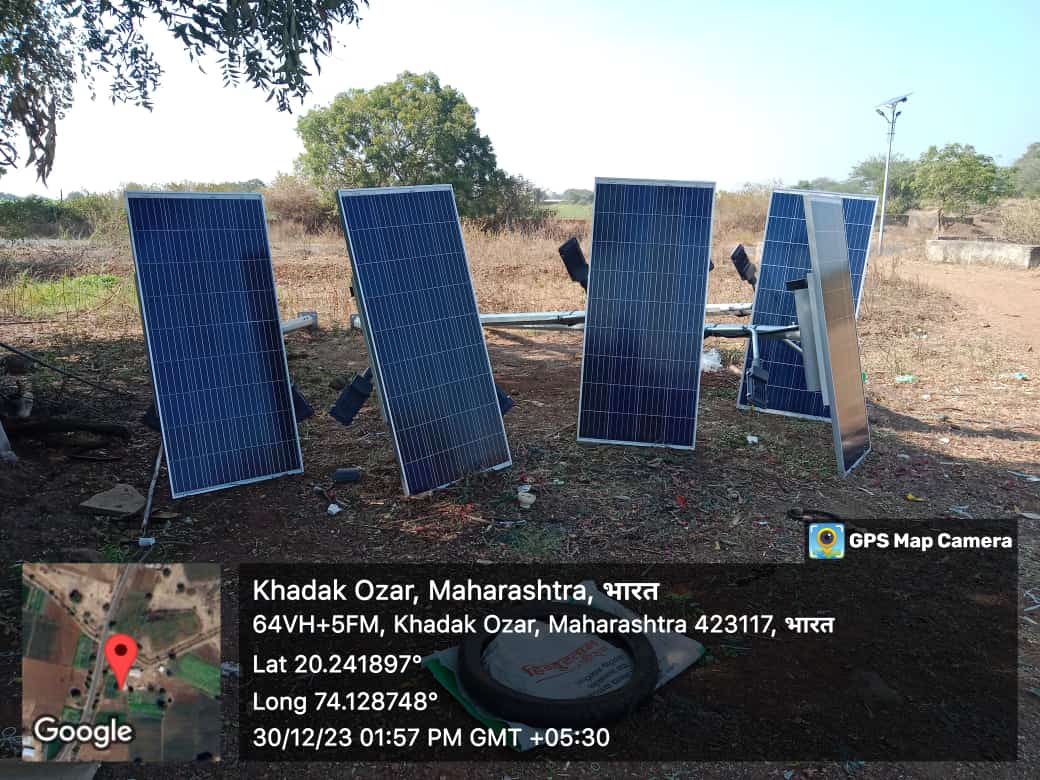 GPS Map Camera
Khadak Ozar, Maharashtra, भारत
64VH+5FM, Khadak Ozar, Maharashtra 423117, भारत
Lat 20.241897°
Long 74.128748°
30/12/23 01:57 PM GMT +05:30
Google